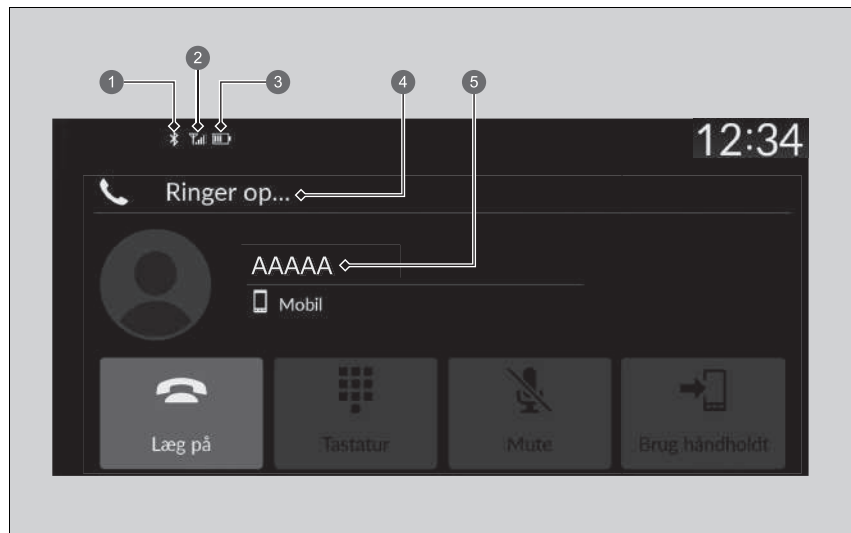 2
1
3
4
5
12:34
Ringer op...
AAAAA
Mobil
Læg på
Tastatur
Mute
Brug håndholdt